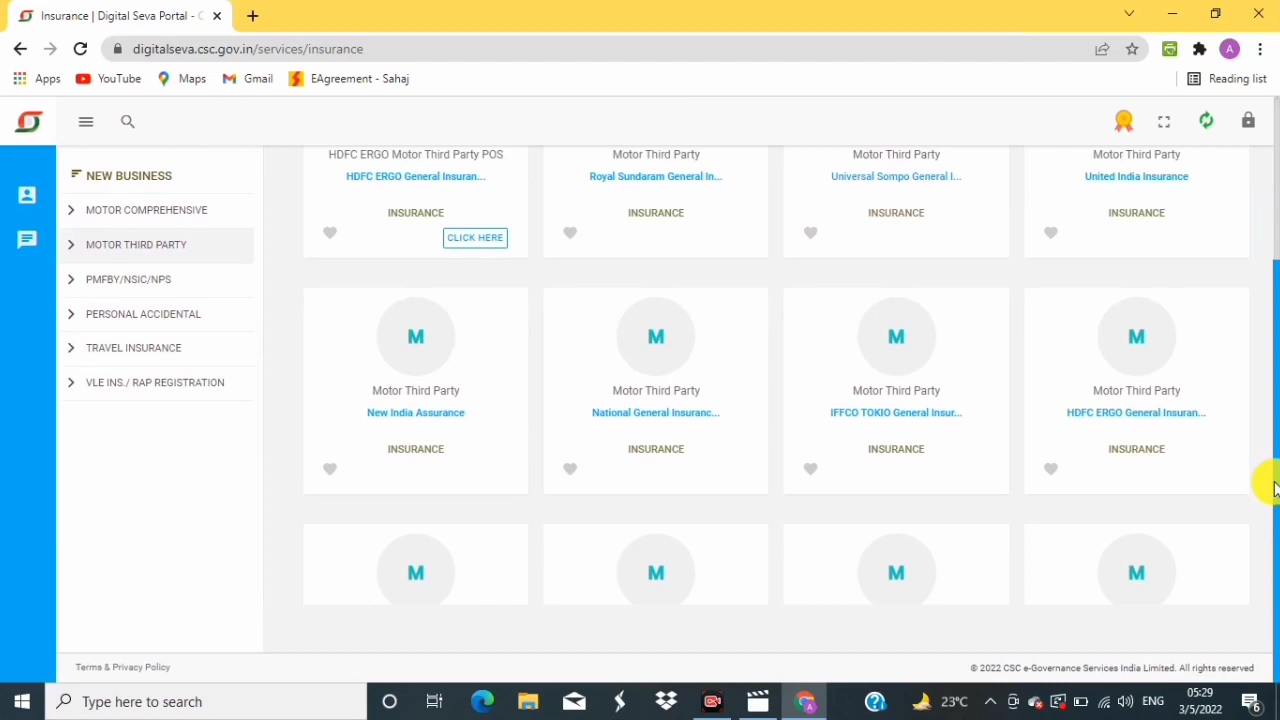 Insurance | Digital Seva Portal - C
digitalseva.csc.gov.in/services/insurance
A
Apps
YouTube
Maps
Gmail
EAgreement - Sahaj
Reading list
NEW BUSINESS
MOTOR COMPREHENSIVE
MOTOR THIRD PARTY
PMFBY/NSIC/NPS
PERSONAL ACCIDENTAL
TRAVEL INSURANCE
VLE INS./ RAP REGISTRATION
HDFC ERGO Motor Third Party POS
HDFC ERGO General Insuran...
INSURANCE
CLICK HERE
Motor Third Party
Royal Sundaram General In...
INSURANCE
Motor Third Party
Universal Sompo General I...
INSURANCE
Motor Third Party
United India Insurance
INSURANCE
M
Motor Third Party
New India Assurance
INSURANCE
M
Motor Third Party
National General Insuranc...
INSURANCE
M
Motor Third Party
IFFCO TOKIO General Insur...
INSURANCE
M
Motor Third Party
HDFC ERGO General Insuran...
INSURANCE
M
M
M
M
Terms & Privacy Policy
© 2022 CSC e-Governance Services India Limited. All rights reserved
Type here to search
23°C
ENG
05:29
3/5/2022
6